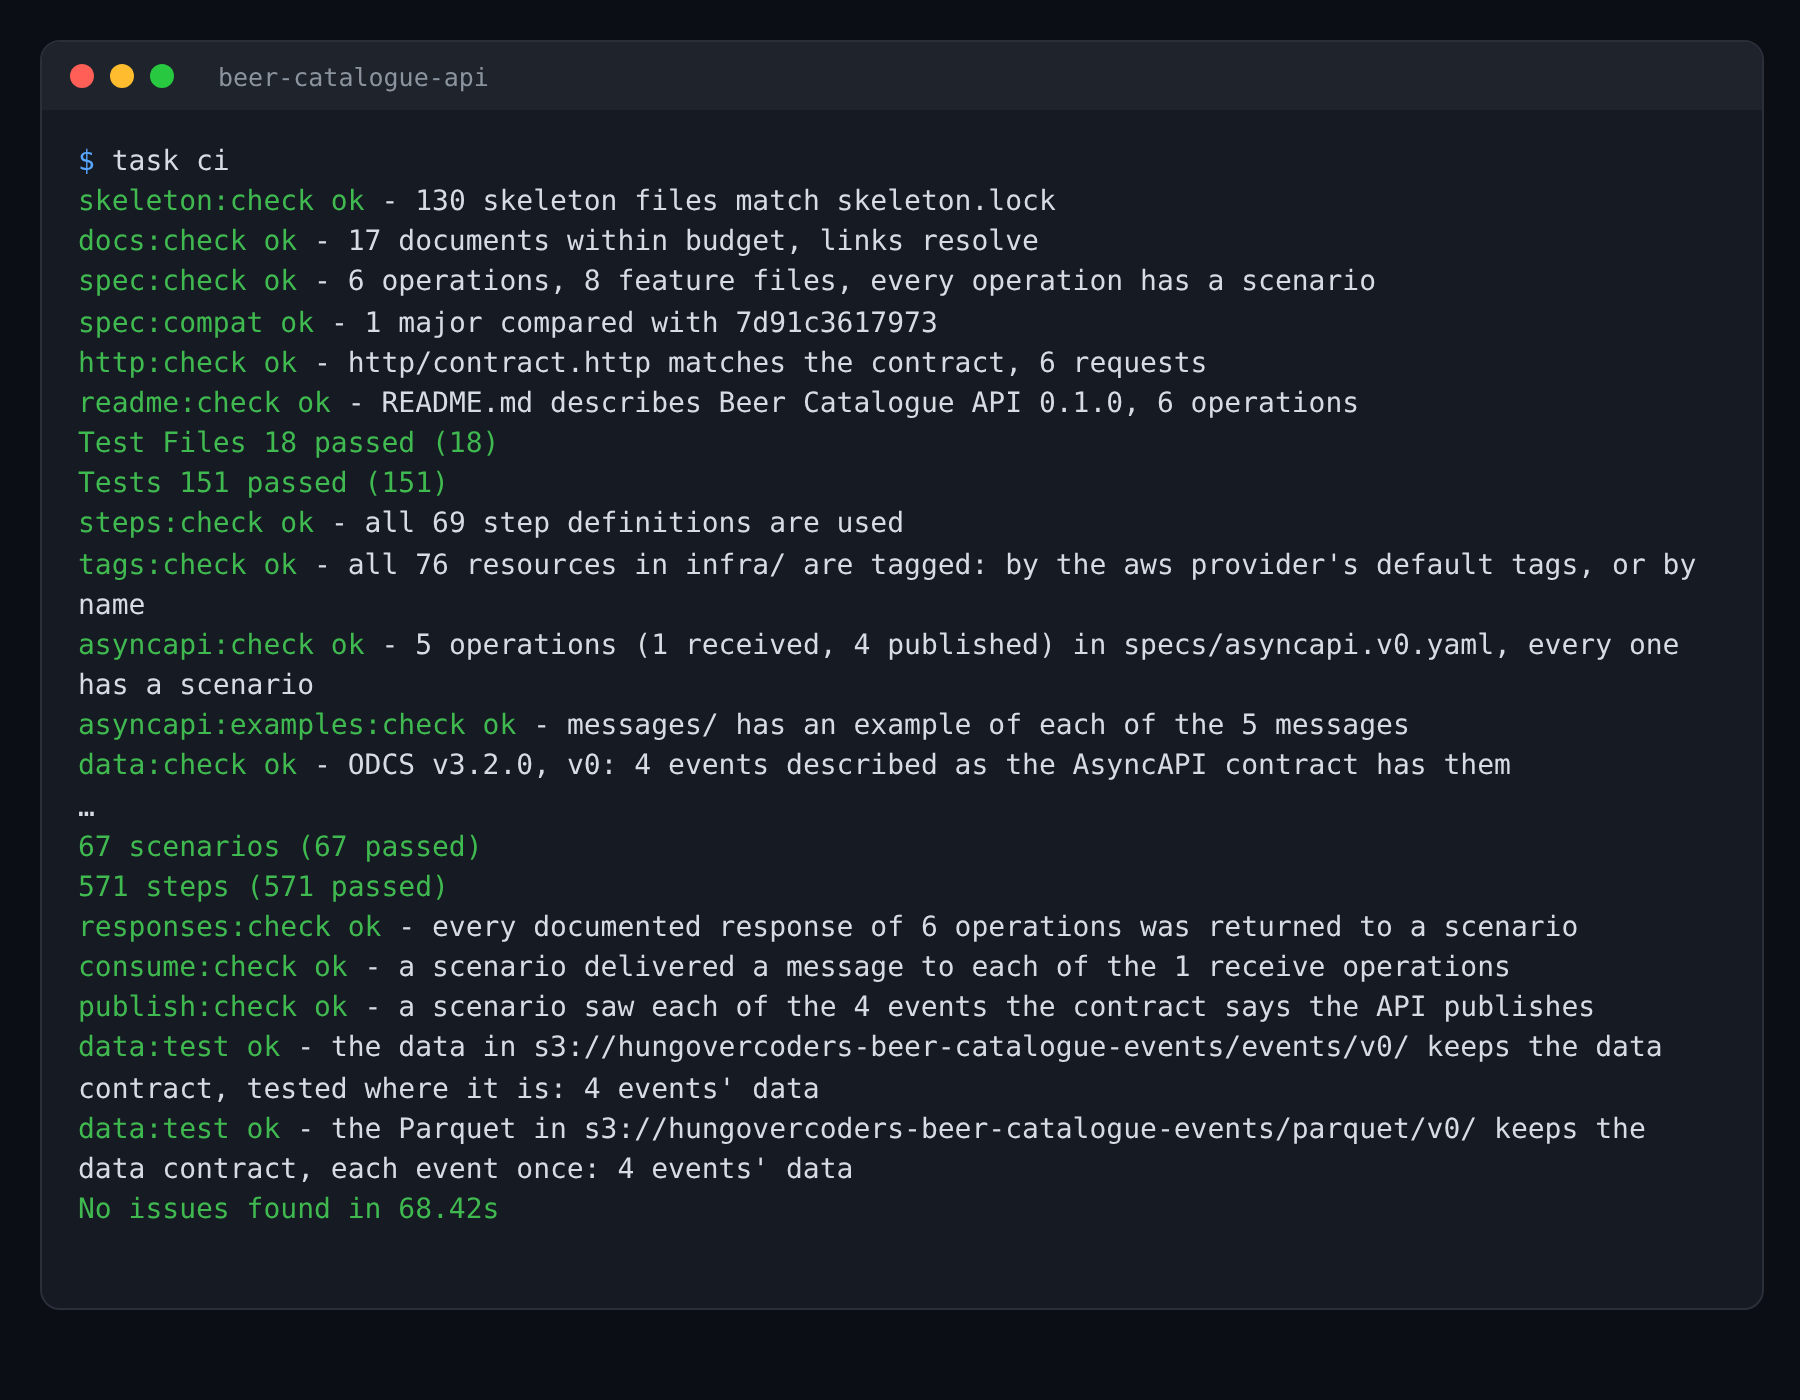 beer-catalogue-api
$ task ci
skeleton:check ok - 130 skeleton files match skeleton.lock
docs:check ok - 17 documents within budget, links resolve
spec:check ok - 6 operations, 8 feature files, every operation has a scenario
spec:compat ok - 1 major compared with 7d91c3617973
http:check ok - http/contract.http matches the contract, 6 requests
readme:check ok - README.md describes Beer Catalogue API 0.1.0, 6 operations
Test Files 18 passed (18)
Tests 151 passed (151)
steps:check ok - all 69 step definitions are used
tags:check ok - all 76 resources in infra/ are tagged: by the aws provider's default tags, or by
name
asyncapi:check ok - 5 operations (1 received, 4 published) in specs/asyncapi.v0.yaml, every one
has a scenario
asyncapi:examples:check ok - messages/ has an example of each of the 5 messages
data:check ok - ODCS v3.2.0, v0: 4 events described as the AsyncAPI contract has them
…
67 scenarios (67 passed)
571 steps (571 passed)
responses:check ok - every documented response of 6 operations was returned to a scenario
consume:check ok - a scenario delivered a message to each of the 1 receive operations
publish:check ok - a scenario saw each of the 4 events the contract says the API publishes
data:test ok - the data in s3://hungovercoders-beer-catalogue-events/events/v0/ keeps the data
contract, tested where it is: 4 events' data
data:test ok - the Parquet in s3://hungovercoders-beer-catalogue-events/parquet/v0/ keeps the
data contract, each event once: 4 events' data
No issues found in 68.42s